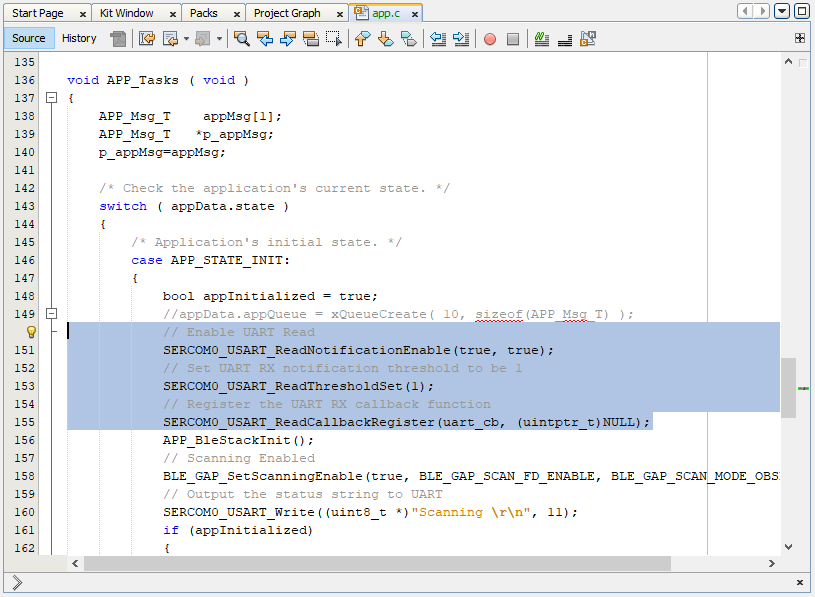 Start Page x Kit Window x Packs x Project Graph x app.c x
Source History
135
136 void APP_Tasks ( void )
137 {
138 APP_Msg_T    appMsg[1];
139 APP_Msg_T   *p_appMsg;
140 p_appMsg=appMsg;
141
142 /* Check the application's current state. */
143 switch ( appData.state )
144 {
145 /* Application's initial state. */
146 case APP_STATE_INIT:
147 {
148 bool appInitialized = true;
149 //appData.appQueue = xQueueCreate( 10, sizeof(APP_Msg_T) );
// Enable UART Read
151 SERCOM0_USART_ReadNotificationEnable(true, true);
152 // Set UART RX notification threshold to be 1
153 SERCOM0_USART_ReadThresholdSet(1);
154 // Register the UART RX callback function
155 SERCOM0_USART_ReadCallbackRegister(uart_cb, (uintptr_t)NULL);
156 APP_BleStackInit();
157 // Scanning Enabled
158 BLE_GAP_SetScanningEnable(true, BLE_GAP_SCAN_FD_ENABLE, BLE_GAP_SCAN_MODE_OBS
159 // Output the status string to UART
160 SERCOM0_USART_Write((uint8_t *)"Scanning \r\n", 11);
161 if (appInitialized)
162 {